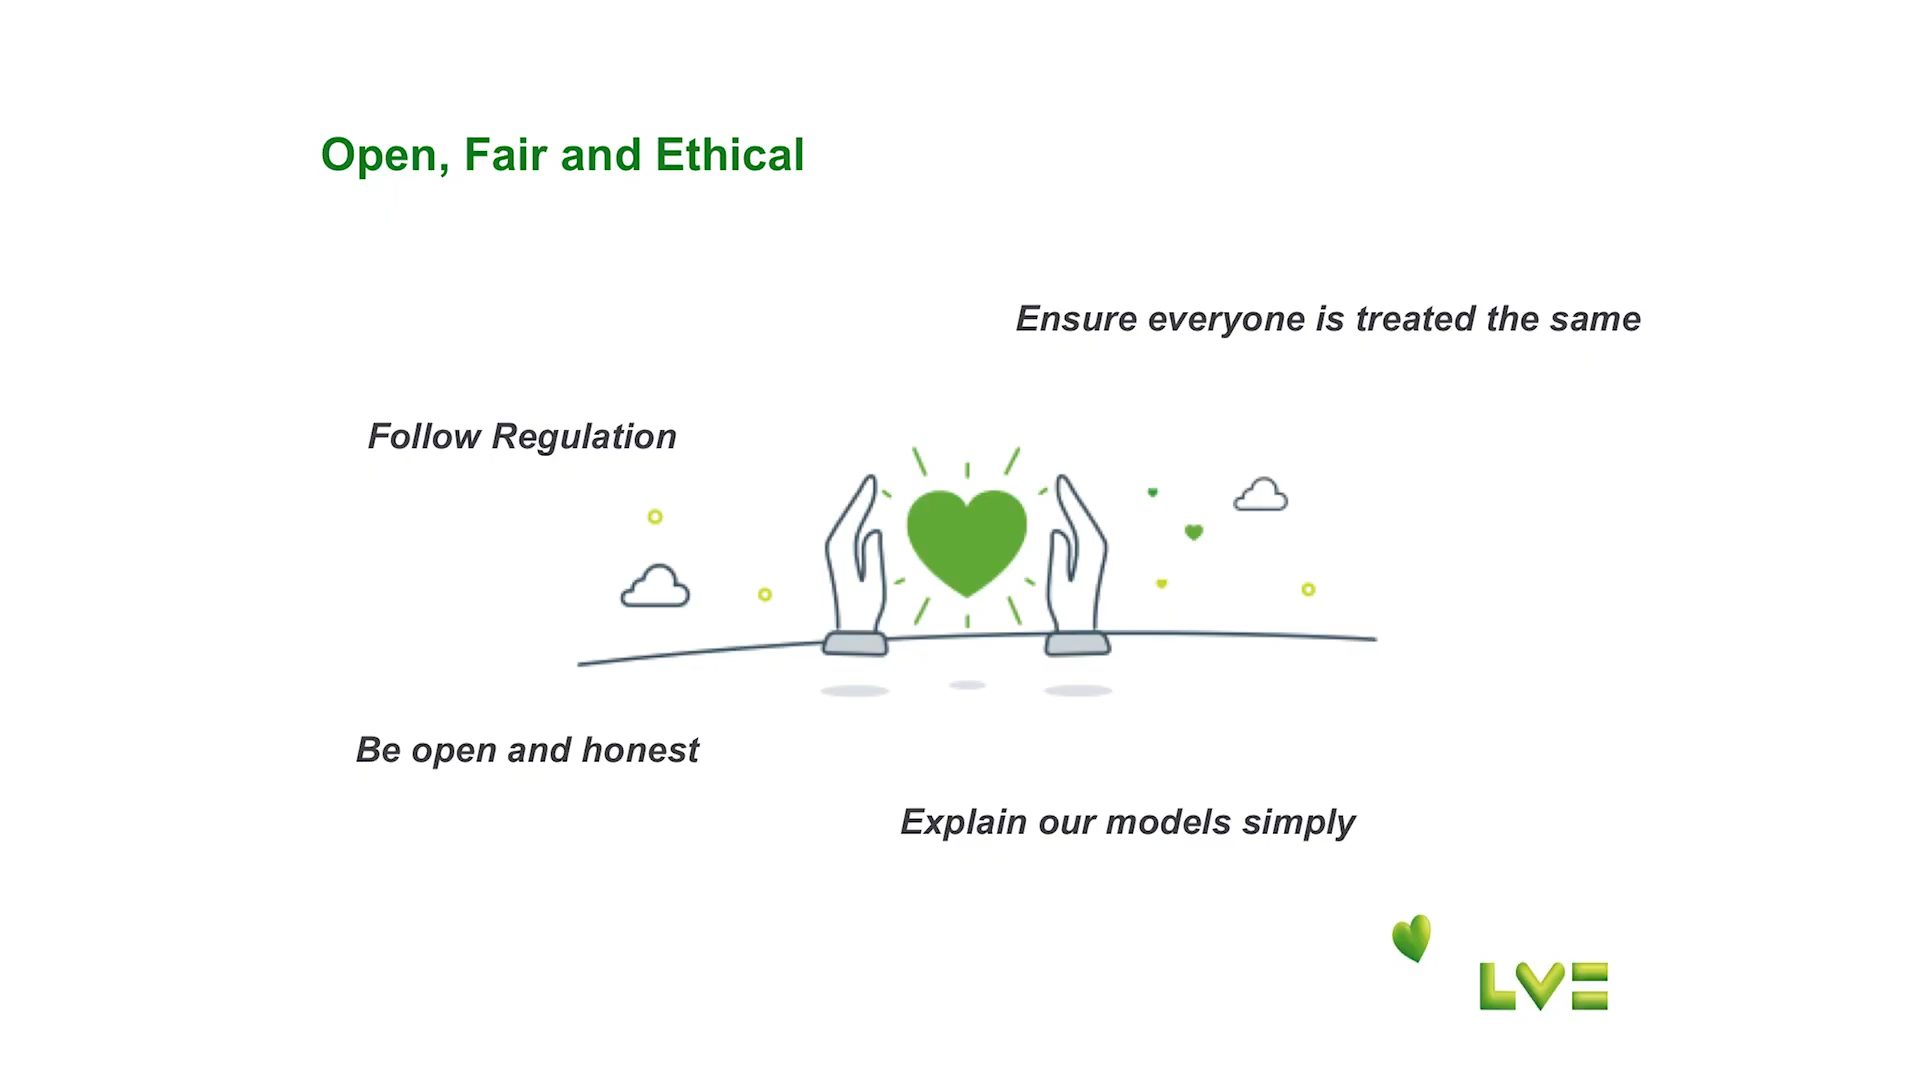 Open, Fair and Ethical
Ensure everyone is treated the same
Follow Regulation
Be open and honest
Explain our models simply
LV=